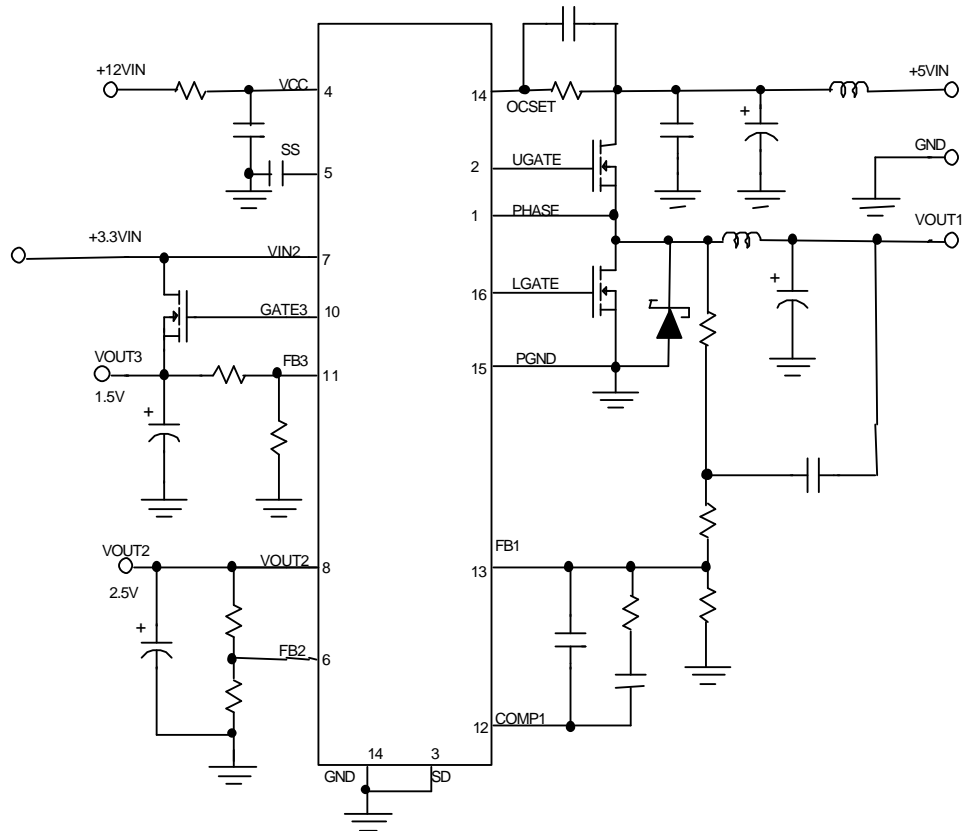 +12VIN
VCC
4
SS
5
+3.3VIN
VIN2
7
GATE3
10
VOUT3
1.5V
FB3
11
+
VOUT2
2.5V
VOUT2
8
+
FB2
6
14
GND
3
SD
14
OCSET
+5VIN
+
GND
2
UGATE
1
PHASE
VOUT1
+
16
LGATE
15
PGND
FB1
13
12
COMP1